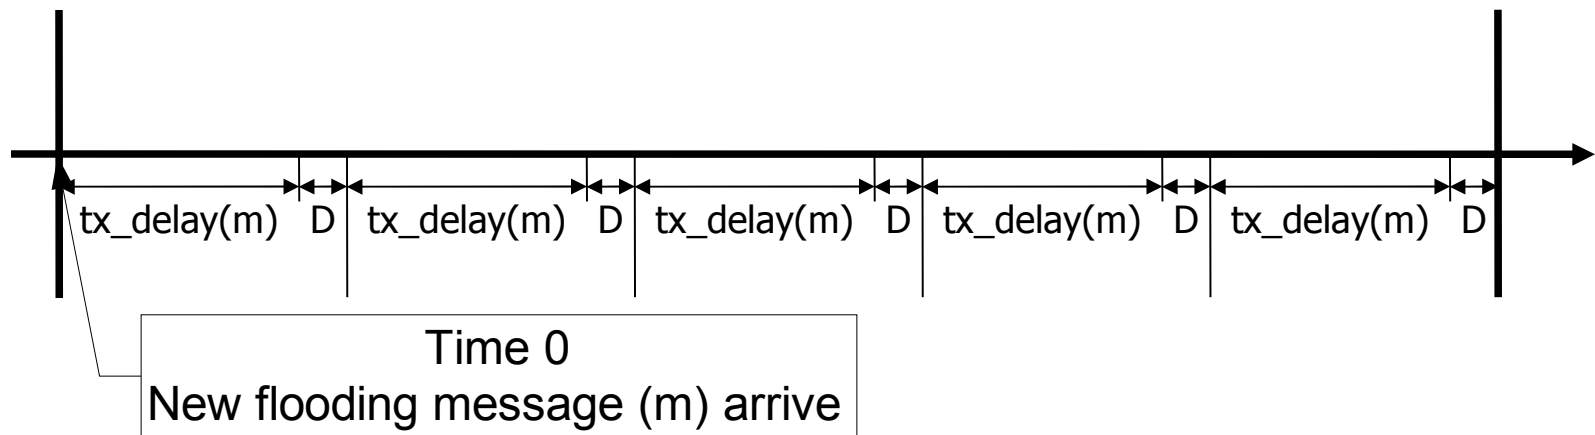 tx_delay(m) D tx_delay(m) D tx_delay(m) D tx_delay(m) D tx_delay(m) D
Time 0
New flooding message (m) arrive